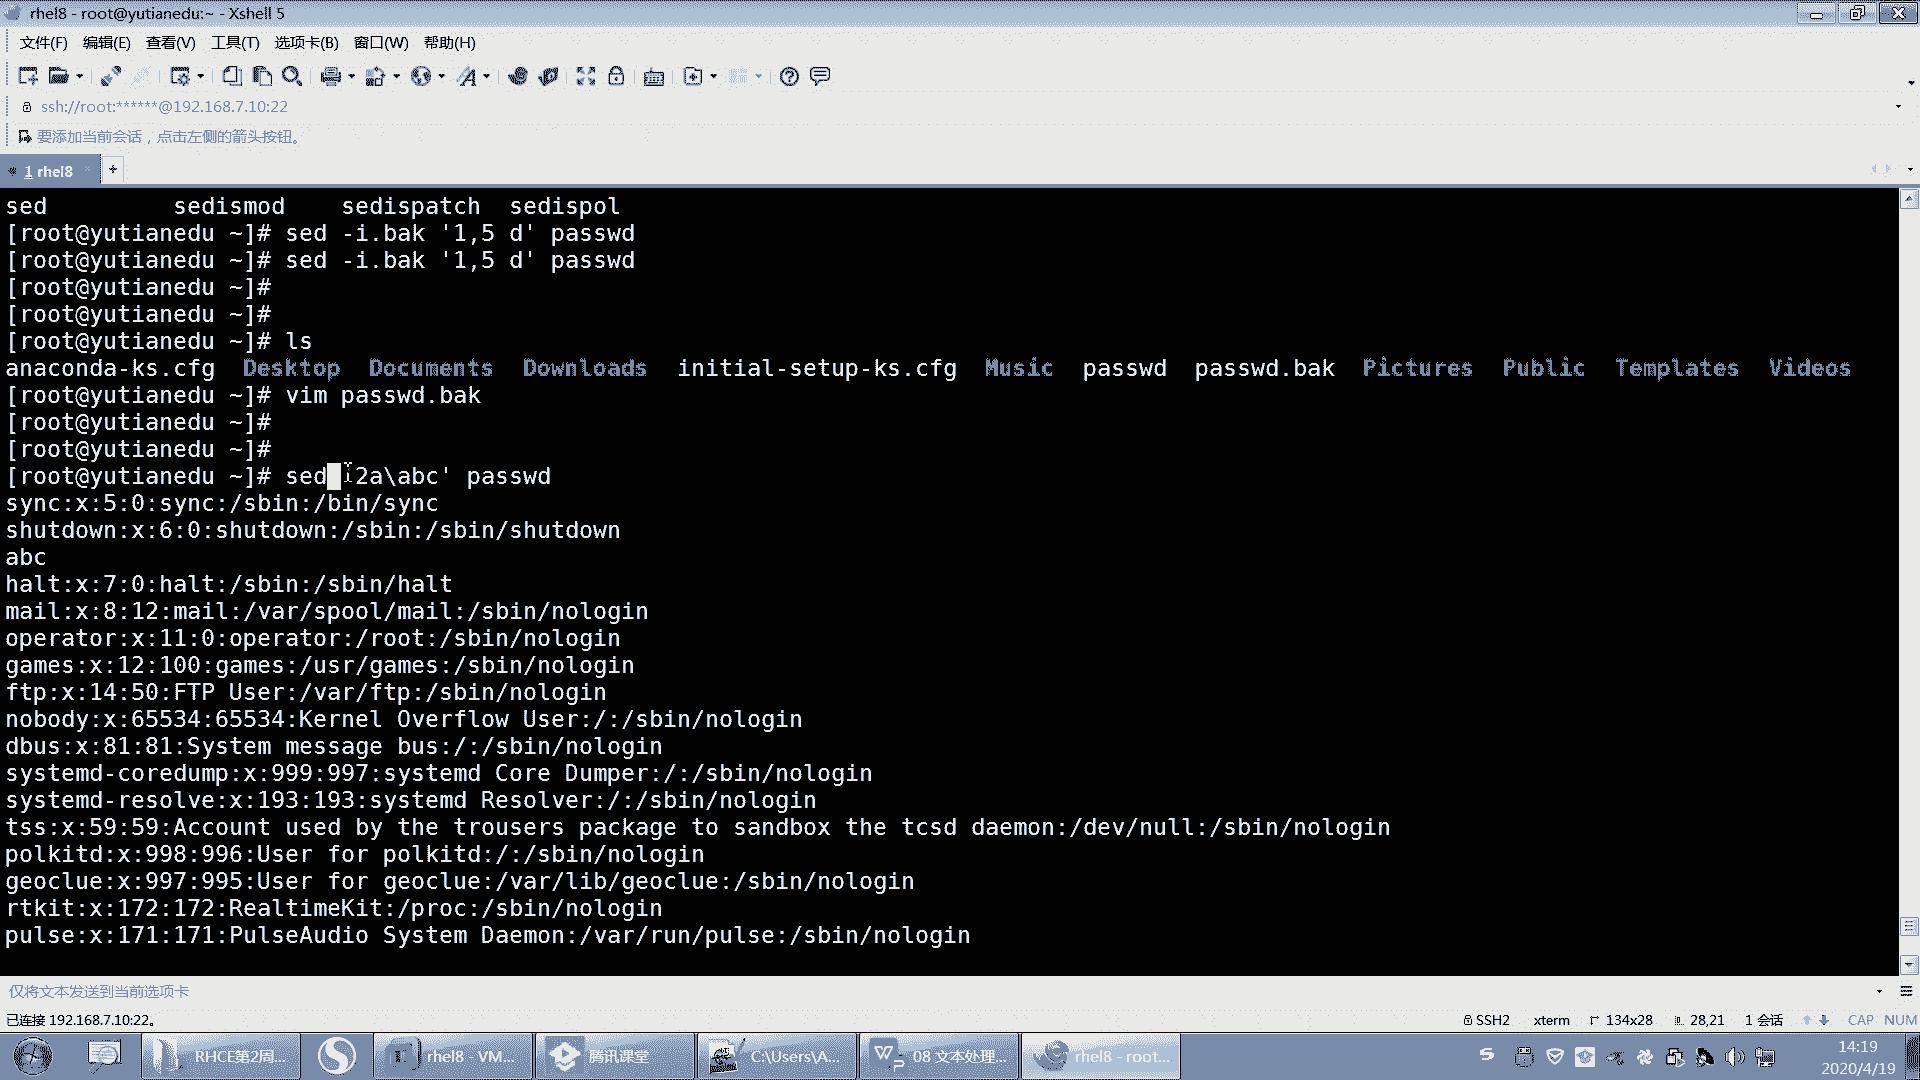 rhel8 - root@yutianedu:~ - Xshell 5
文件(F) 编辑(E) 查看(V) 工具(T) 选项卡(B) 窗口(W) 帮助(H)
ssh://root:******@192.168.7.10:22
要添加当前会话，点击左侧的箭头按钮。
1 rhel8 × +
sed         sedismod    sedispatch  sedispol
[root@yutianedu ~]# sed -i.bak '1,5 d' passwd
[root@yutianedu ~]# sed -i.bak '1,5 d' passwd
[root@yutianedu ~]#
[root@yutianedu ~]#
[root@yutianedu ~]# ls
anaconda-ks.cfg  Desktop  Documents  Downloads  initial-setup-ks.cfg  Music  passwd  passwd.bak  Pictures  Public  Templates  Videos
[root@yutianedu ~]# vim passwd.bak
[root@yutianedu ~]#
[root@yutianedu ~]#
[root@yutianedu ~]# sed '2a\abc' passwd
sync:x:5:0:sync:/sbin:/bin/sync
shutdown:x:6:0:shutdown:/sbin:/sbin/shutdown
abc
halt:x:7:0:halt:/sbin:/sbin/halt
mail:x:8:12:mail:/var/spool/mail:/sbin/nologin
operator:x:11:0:operator:/root:/sbin/nologin
games:x:12:100:games:/usr/games:/sbin/nologin
ftp:x:14:50:FTP User:/var/ftp:/sbin/nologin
nobody:x:65534:65534:Kernel Overflow User:/:/sbin/nologin
dbus:x:81:81:System message bus:/:/sbin/nologin
systemd-coredump:x:999:997:systemd Core Dumper:/:/sbin/nologin
systemd-resolve:x:193:193:systemd Resolver:/:/sbin/nologin
tss:x:59:59:Account used by the trousers package to sandbox the tcsd daemon:/dev/null:/sbin/nologin
polkitd:x:998:996:User for polkitd:/:/sbin/nologin
geoclue:x:997:995:User for geoclue:/var/lib/geoclue:/sbin/nologin
rtkit:x:172:172:RealtimeKit:/proc:/sbin/nologin
pulse:x:171:171:PulseAudio System Daemon:/var/run/pulse:/sbin/nologin
仅将文本发送到当前选项卡
已连接 192.168.7.10:22。 SSH2 xterm 134x28 28,21 1 会话 CAP NUM
RHCE第2周... rhel8 - VM... 腾讯课堂 C:\Users\A... 08 文本处理... rhel8 - root... 14:19
2020/4/19